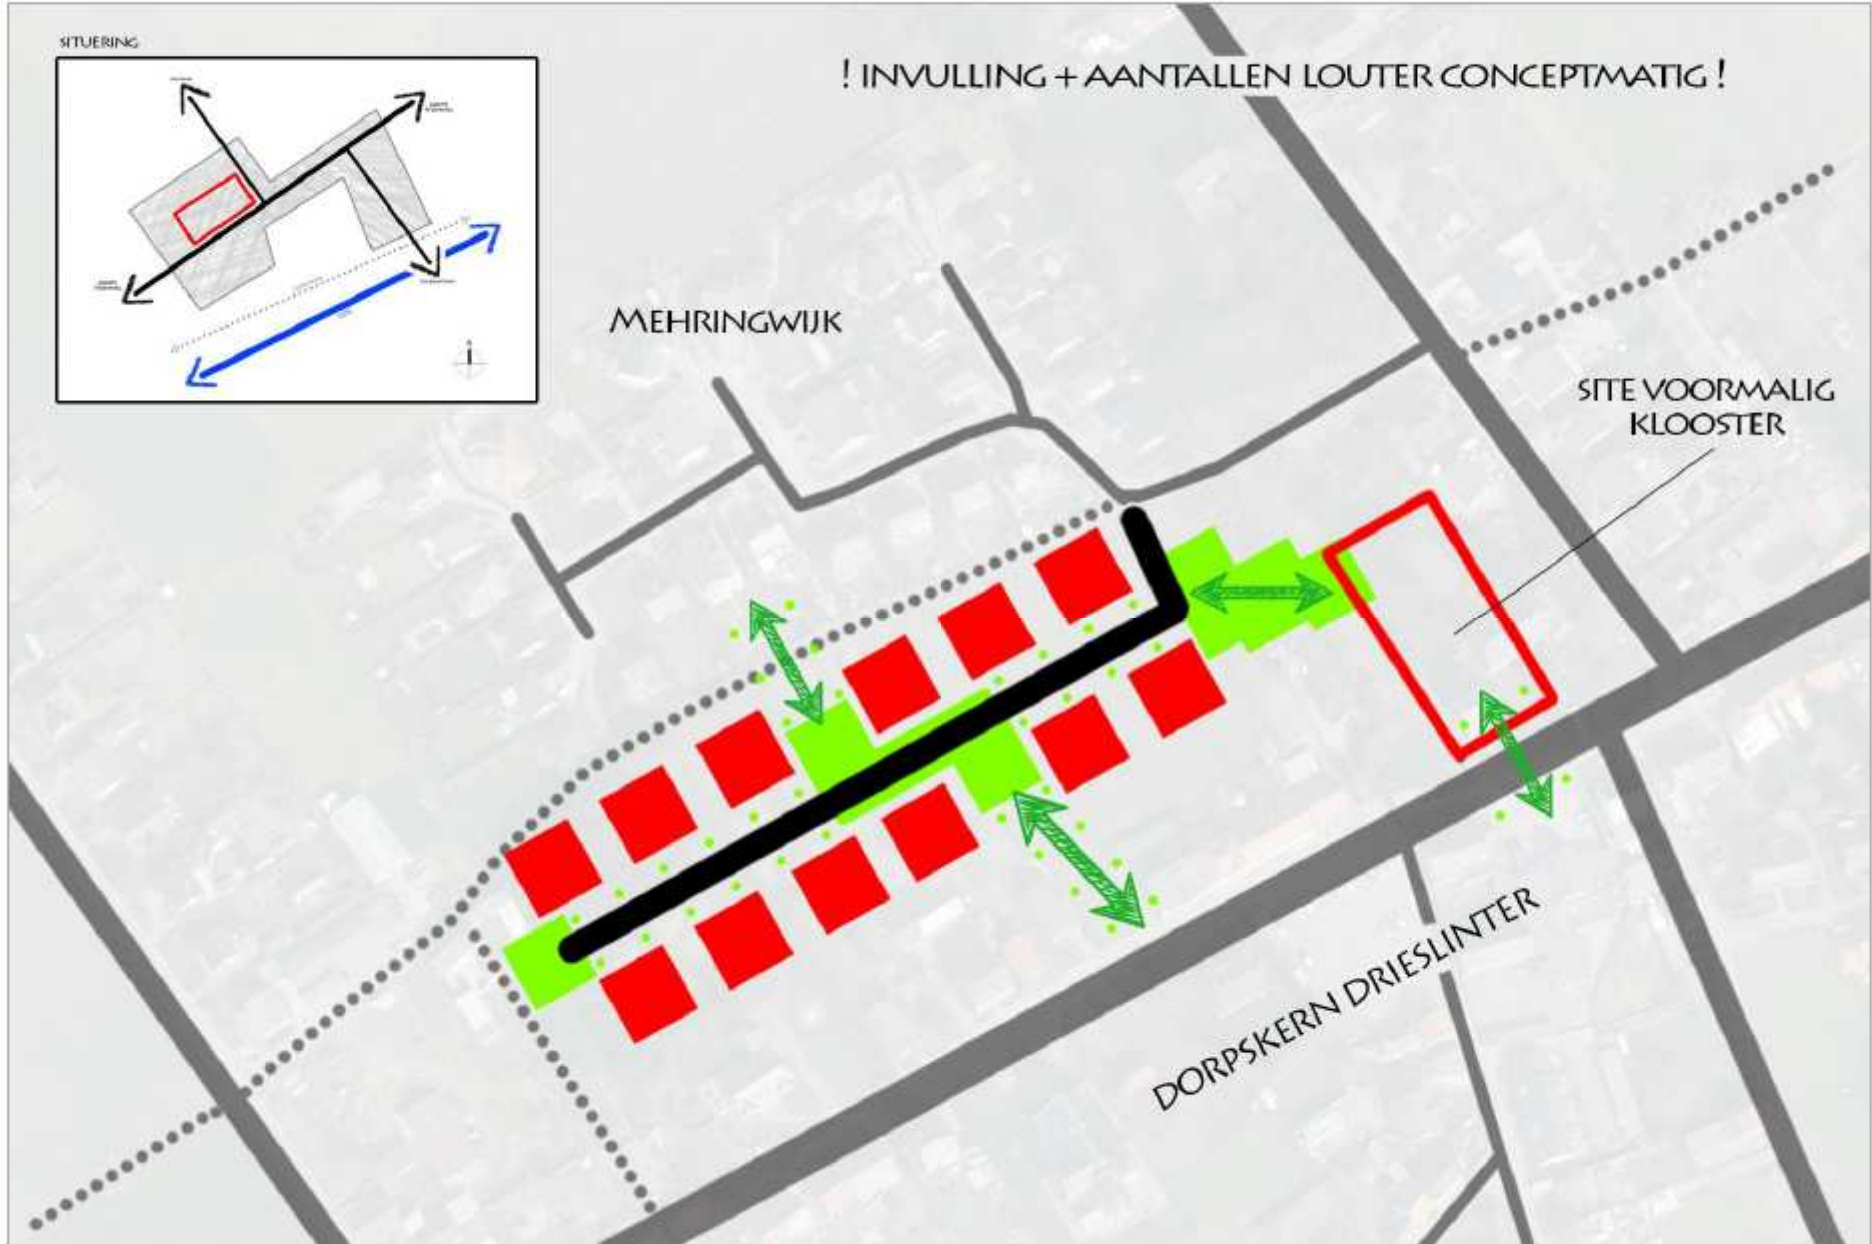 SITUERING
! INVULLING + AANTALLEN LOUTER CONCEPTMATIG !
MEHRINGWIJK
SITE VOORMALIG
KLOOSTER
DORPSKERN DRIESLINTER